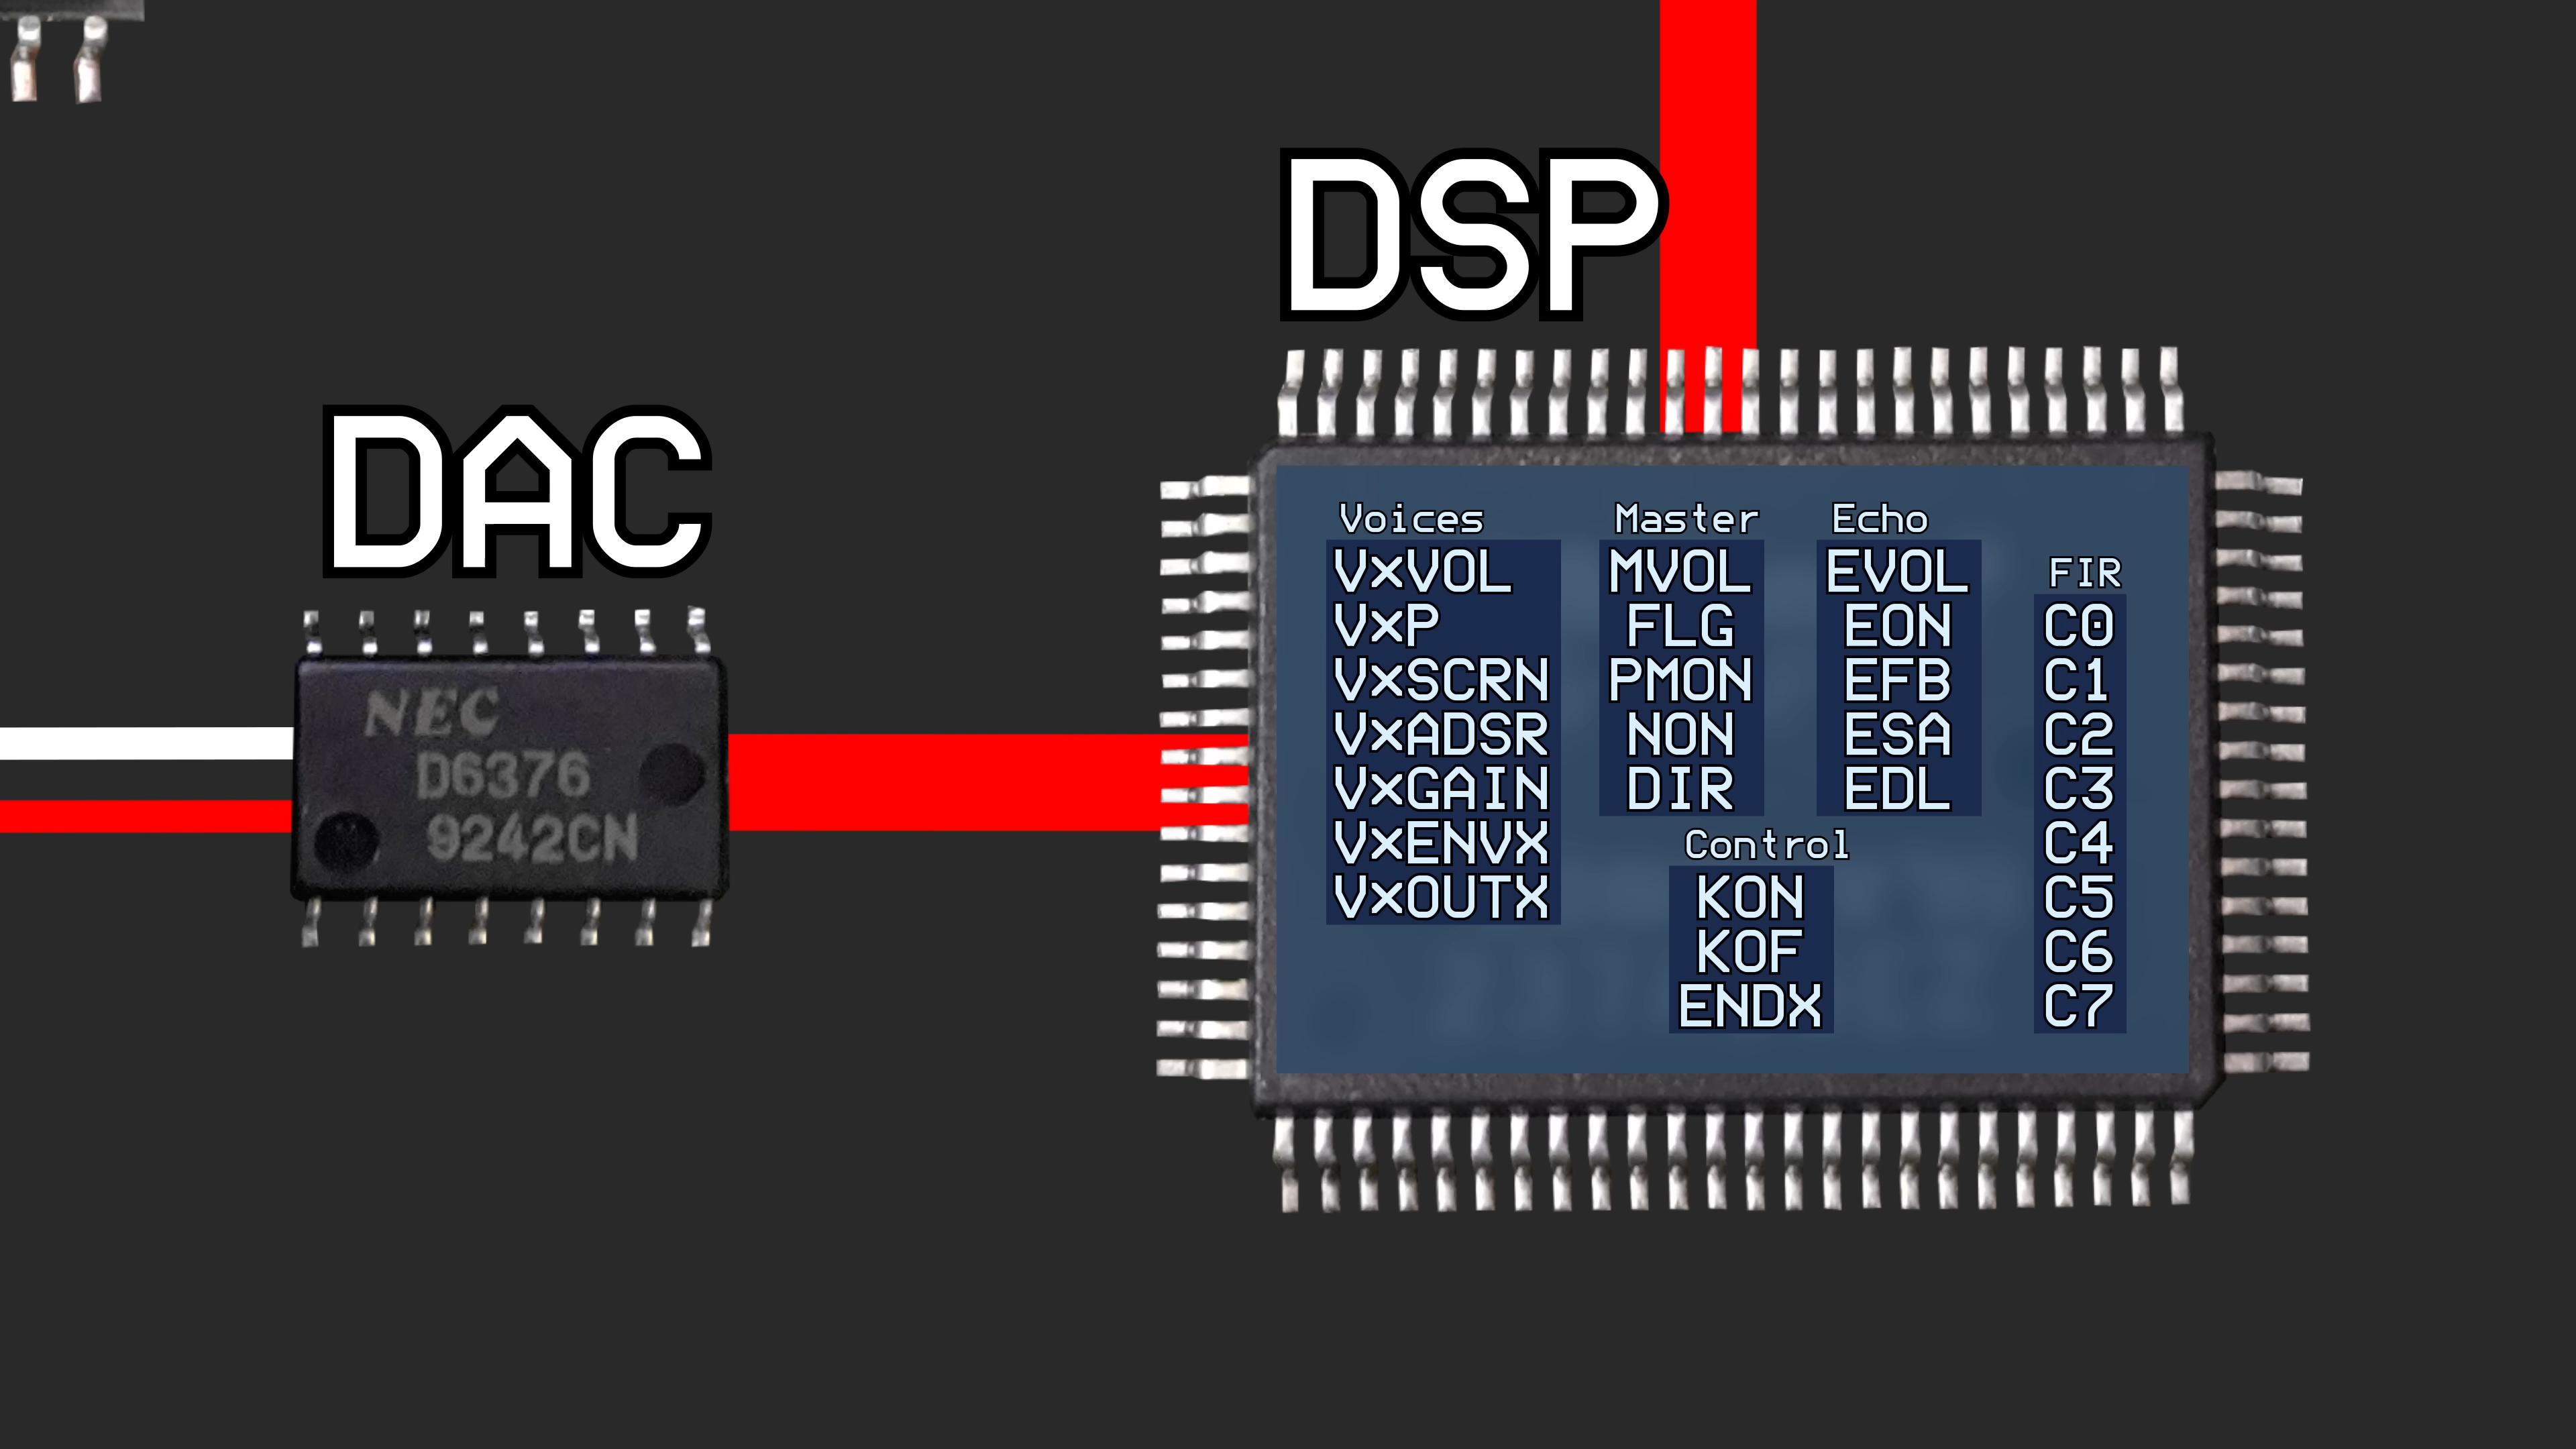 DSP
DAC
NEC
D6376
9242CN
Voices
VxVOL
VxP
VxSCRN
VxADSR
VxGAIN
VxENVX
VxOUTX
Master
MVOL
FLG
PMON
NON
DIR
Echo
EVOL
EON
EFB
ESA
EDL
Control
KON
KOF
ENDX
FIR
C0
C1
C2
C3
C4
C5
C6
C7